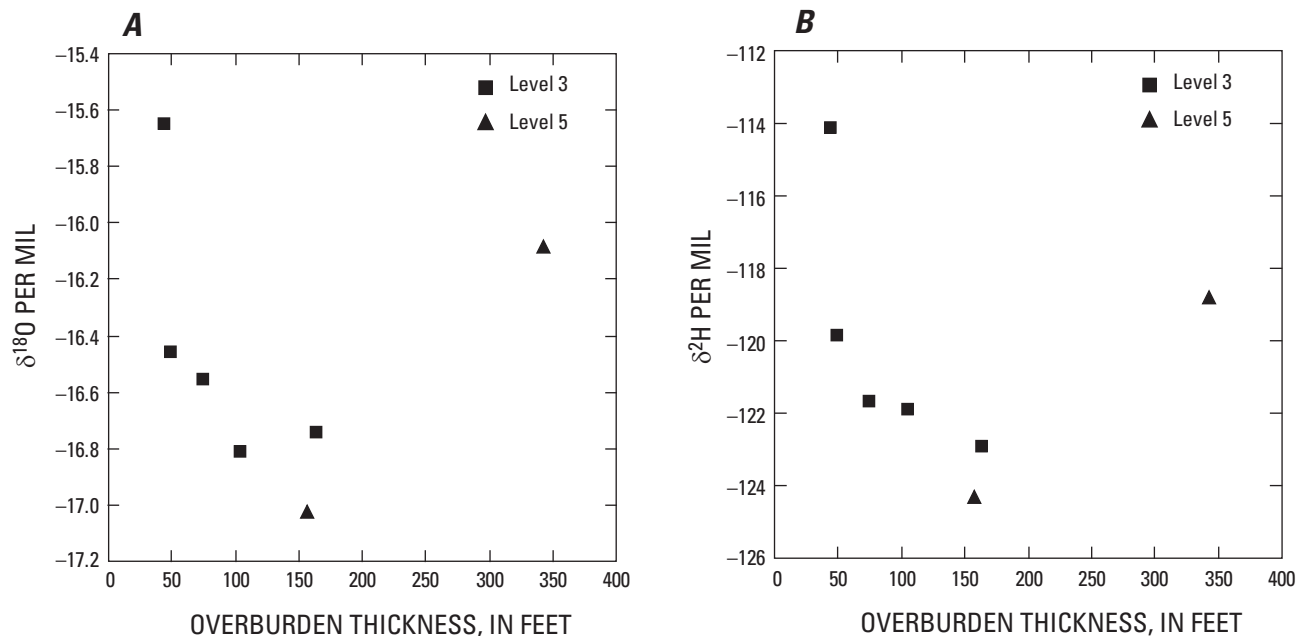 A
−15.4
−15.6
−15.8
−16.0
−16.2
−16.4
−16.6
−16.8
−17.0
−17.2
δ¹⁸O PER MIL
Level 3
Level 5
0 50 100 150 200 250 300 350 400
OVERBURDEN THICKNESS, IN FEET
B
−112
−114
−116
−118
−120
−122
−124
−126
δ²H PER MIL
Level 3
Level 5
0 50 100 150 200 250 300 350 400
OVERBURDEN THICKNESS, IN FEET